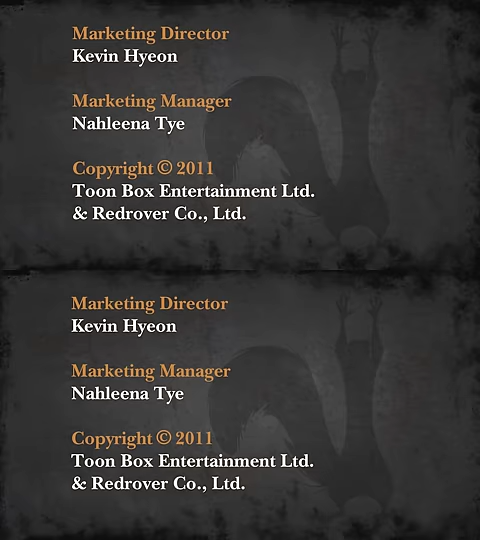 Marketing Director
Kevin Hyeon
Marketing Manager
Nahleena Tye
Copyright © 2011
Toon Box Entertainment Ltd.
& Redrover Co., Ltd.
Marketing Director
Kevin Hyeon
Marketing Manager
Nahleena Tye
Copyright © 2011
Toon Box Entertainment Ltd.
& Redrover Co., Ltd.